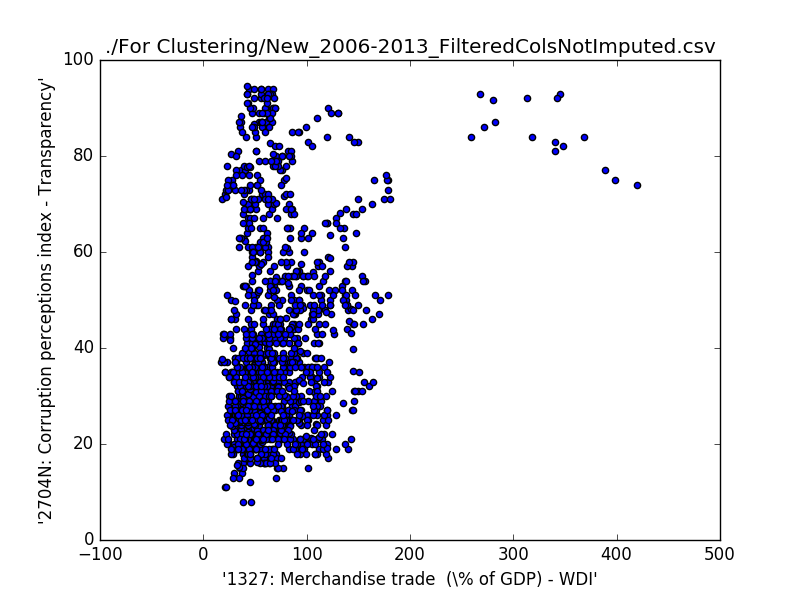 ./For Clustering/New_2006-2013_FilteredColsNotImputed.csv
100
80
60
40
20
0
'2704N: Corruption perceptions index - Transparency'
−100 0 100 200 300 400 500
'1327: Merchandise trade  (\% of GDP) - WDI'